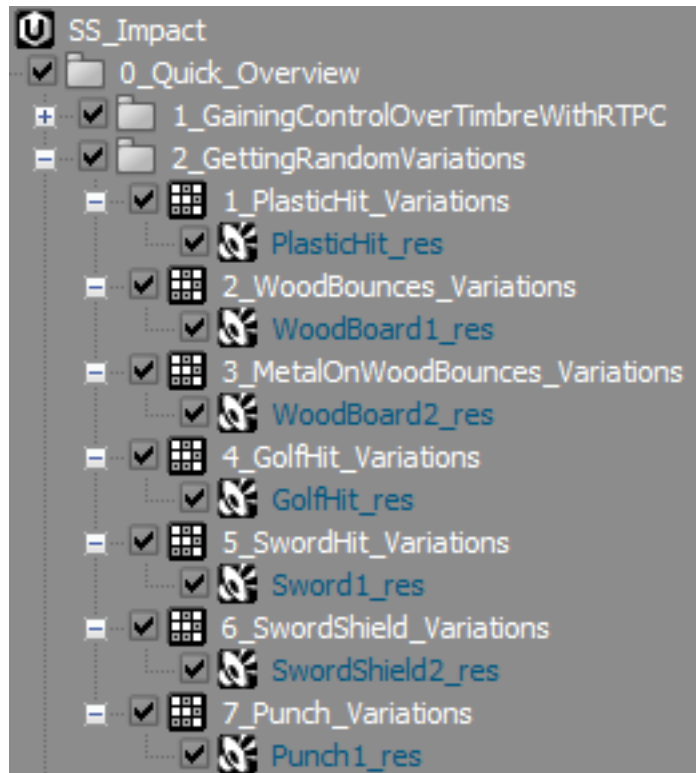 SS_Impact
0_Quick_Overview
1_GainingControlOverTimbreWithRTPC
2_GettingRandomVariations
1_PlasticHit_Variations
PlasticHit_res
2_WoodBounces_Variations
WoodBoard1_res
3_MetalOnWoodBounces_Variations
WoodBoard2_res
4_GolfHit_Variations
GolfHit_res
5_SwordHit_Variations
Sword1_res
6_SwordShield_Variations
SwordShield2_res
7_Punch_Variations
Punch1_res